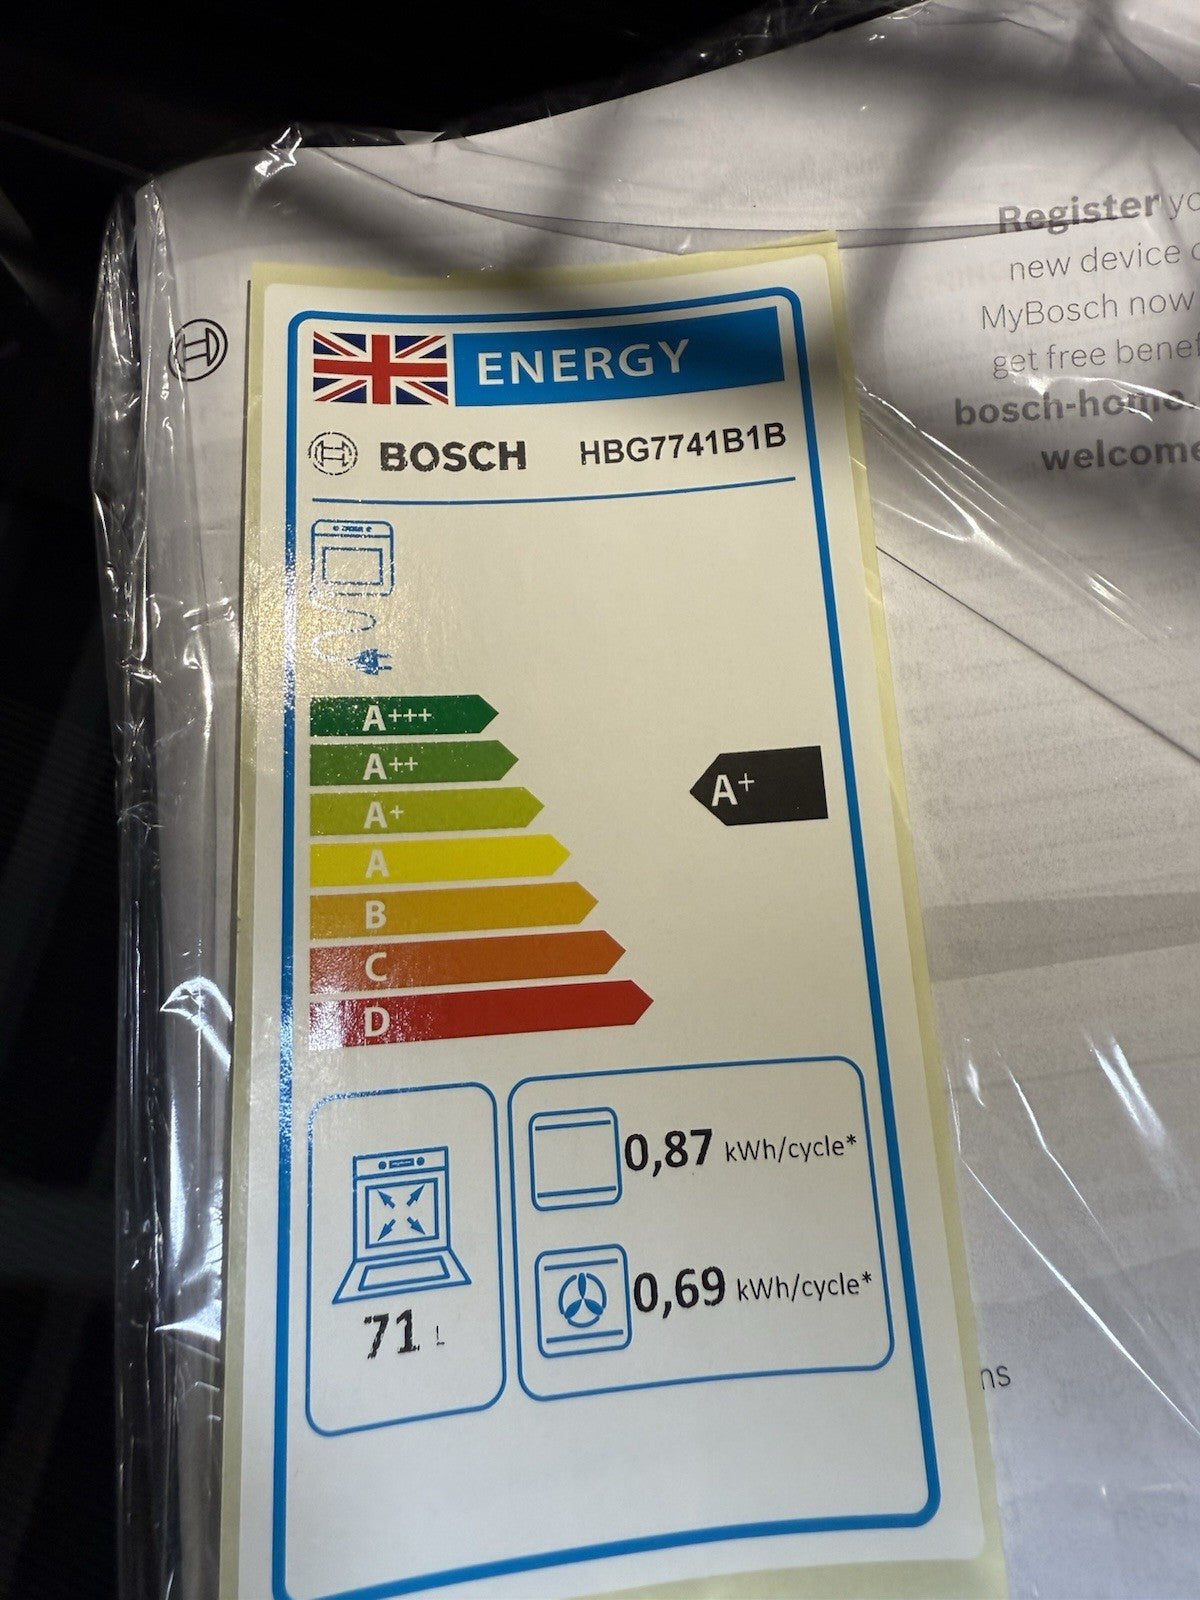 Register
new device
MyBosch now
get free
bosch-home.
welcome
ENERGY
BOSCH HBG7741B1B
A+++
A++
A+
A
B
C
D
A+
71 L
0,87 kWh/cycle*
0,69 kWh/cycle*